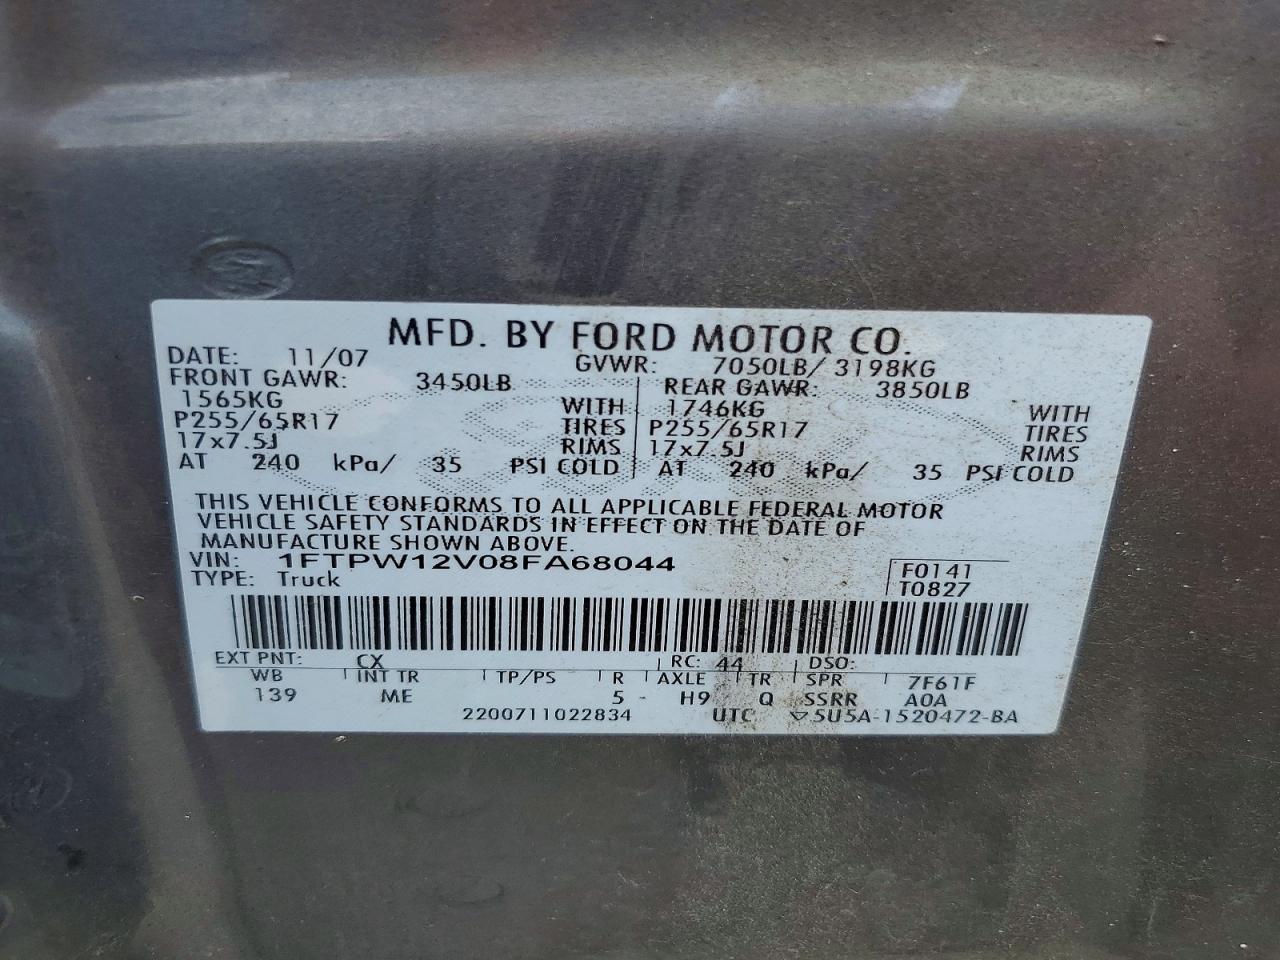 MFD. BY FORD MOTOR CO.
DATE: 11/07 GVWR: 7050LB/ 3198KG
FRONT GAWR: 3450LB REAR GAWR: 3850LB
1565KG WITH 1746KG WITH
P255/65R17 TIRES P255/65R17 TIRES
17x7.5J RIMS 17x7.5J RIMS
AT 240 kPa/ 35 PSI COLD AT 240 kPa/ 35 PSI COLD
THIS VEHICLE CONFORMS TO ALL APPLICABLE FEDERAL MOTOR
VEHICLE SAFETY STANDARDS IN EFFECT ON THE DATE OF
MANUFACTURE SHOWN ABOVE.
VIN: 1FTPW12V08FA68044 F0141
TYPE: Truck T0827
EXT PNT: CX RC: 44 DSO:
WB INT TR TP/PS R AXLE TR SPR 7F61F
139 ME 5 - H9 Q SSRR A0A
2200711022834 UTC ▽5U5A-1520472-BA